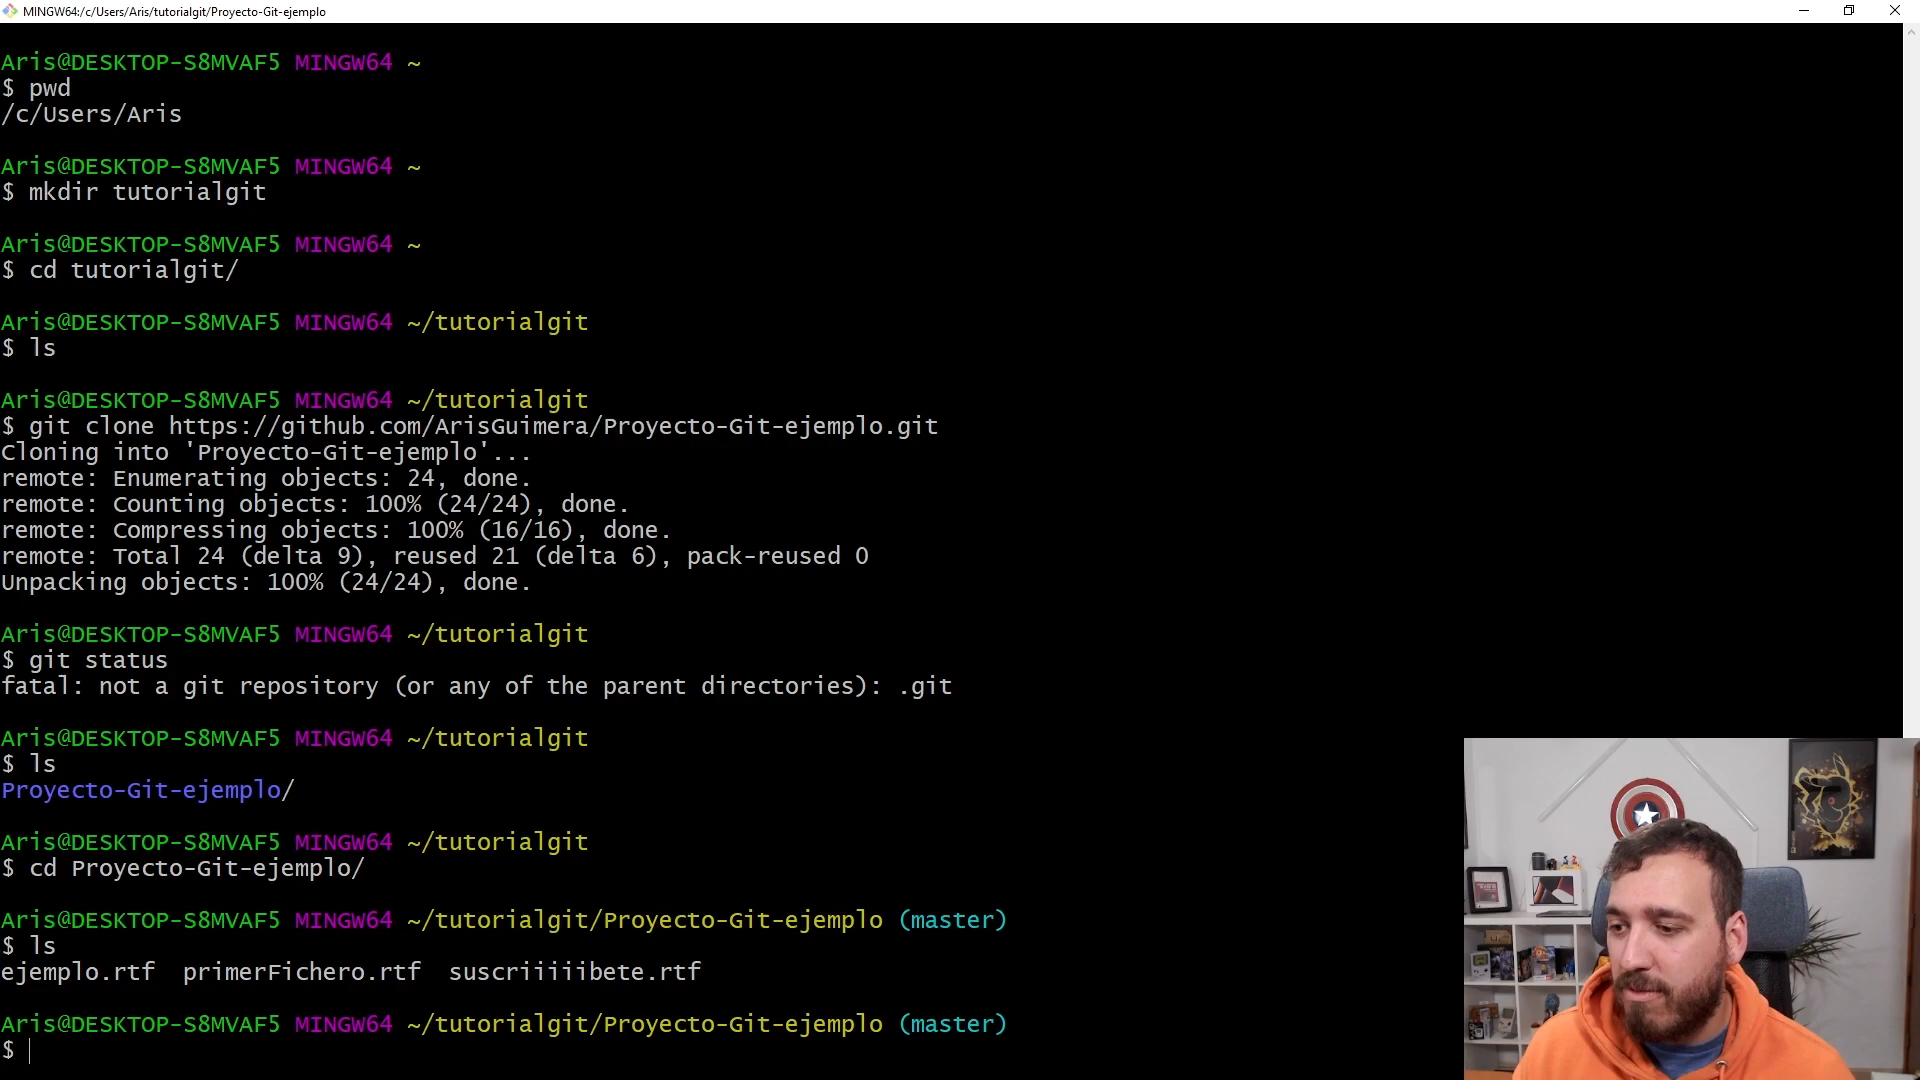 MINGW64:/c/Users/Aris/tutorialgit/Proyecto-Git-ejemplo
Aris@DESKTOP-S8MVAF5 MINGW64 ~
$ pwd
/c/Users/Aris
Aris@DESKTOP-S8MVAF5 MINGW64 ~
$ mkdir tutorialgit
Aris@DESKTOP-S8MVAF5 MINGW64 ~
$ cd tutorialgit/
Aris@DESKTOP-S8MVAF5 MINGW64 ~/tutorialgit
$ ls
Aris@DESKTOP-S8MVAF5 MINGW64 ~/tutorialgit
$ git clone https://github.com/ArisGuimera/Proyecto-Git-ejemplo.git
Cloning into 'Proyecto-Git-ejemplo'...
remote: Enumerating objects: 24, done.
remote: Counting objects: 100% (24/24), done.
remote: Compressing objects: 100% (16/16), done.
remote: Total 24 (delta 9), reused 21 (delta 6), pack-reused 0
Unpacking objects: 100% (24/24), done.
Aris@DESKTOP-S8MVAF5 MINGW64 ~/tutorialgit
$ git status
fatal: not a git repository (or any of the parent directories): .git
Aris@DESKTOP-S8MVAF5 MINGW64 ~/tutorialgit
$ ls
Proyecto-Git-ejemplo/
Aris@DESKTOP-S8MVAF5 MINGW64 ~/tutorialgit
$ cd Proyecto-Git-ejemplo/
Aris@DESKTOP-S8MVAF5 MINGW64 ~/tutorialgit/Proyecto-Git-ejemplo (master)
$ ls
ejemplo.rtf  primerFichero.rtf  suscriiiiibete.rtf
Aris@DESKTOP-S8MVAF5 MINGW64 ~/tutorialgit/Proyecto-Git-ejemplo (master)
$